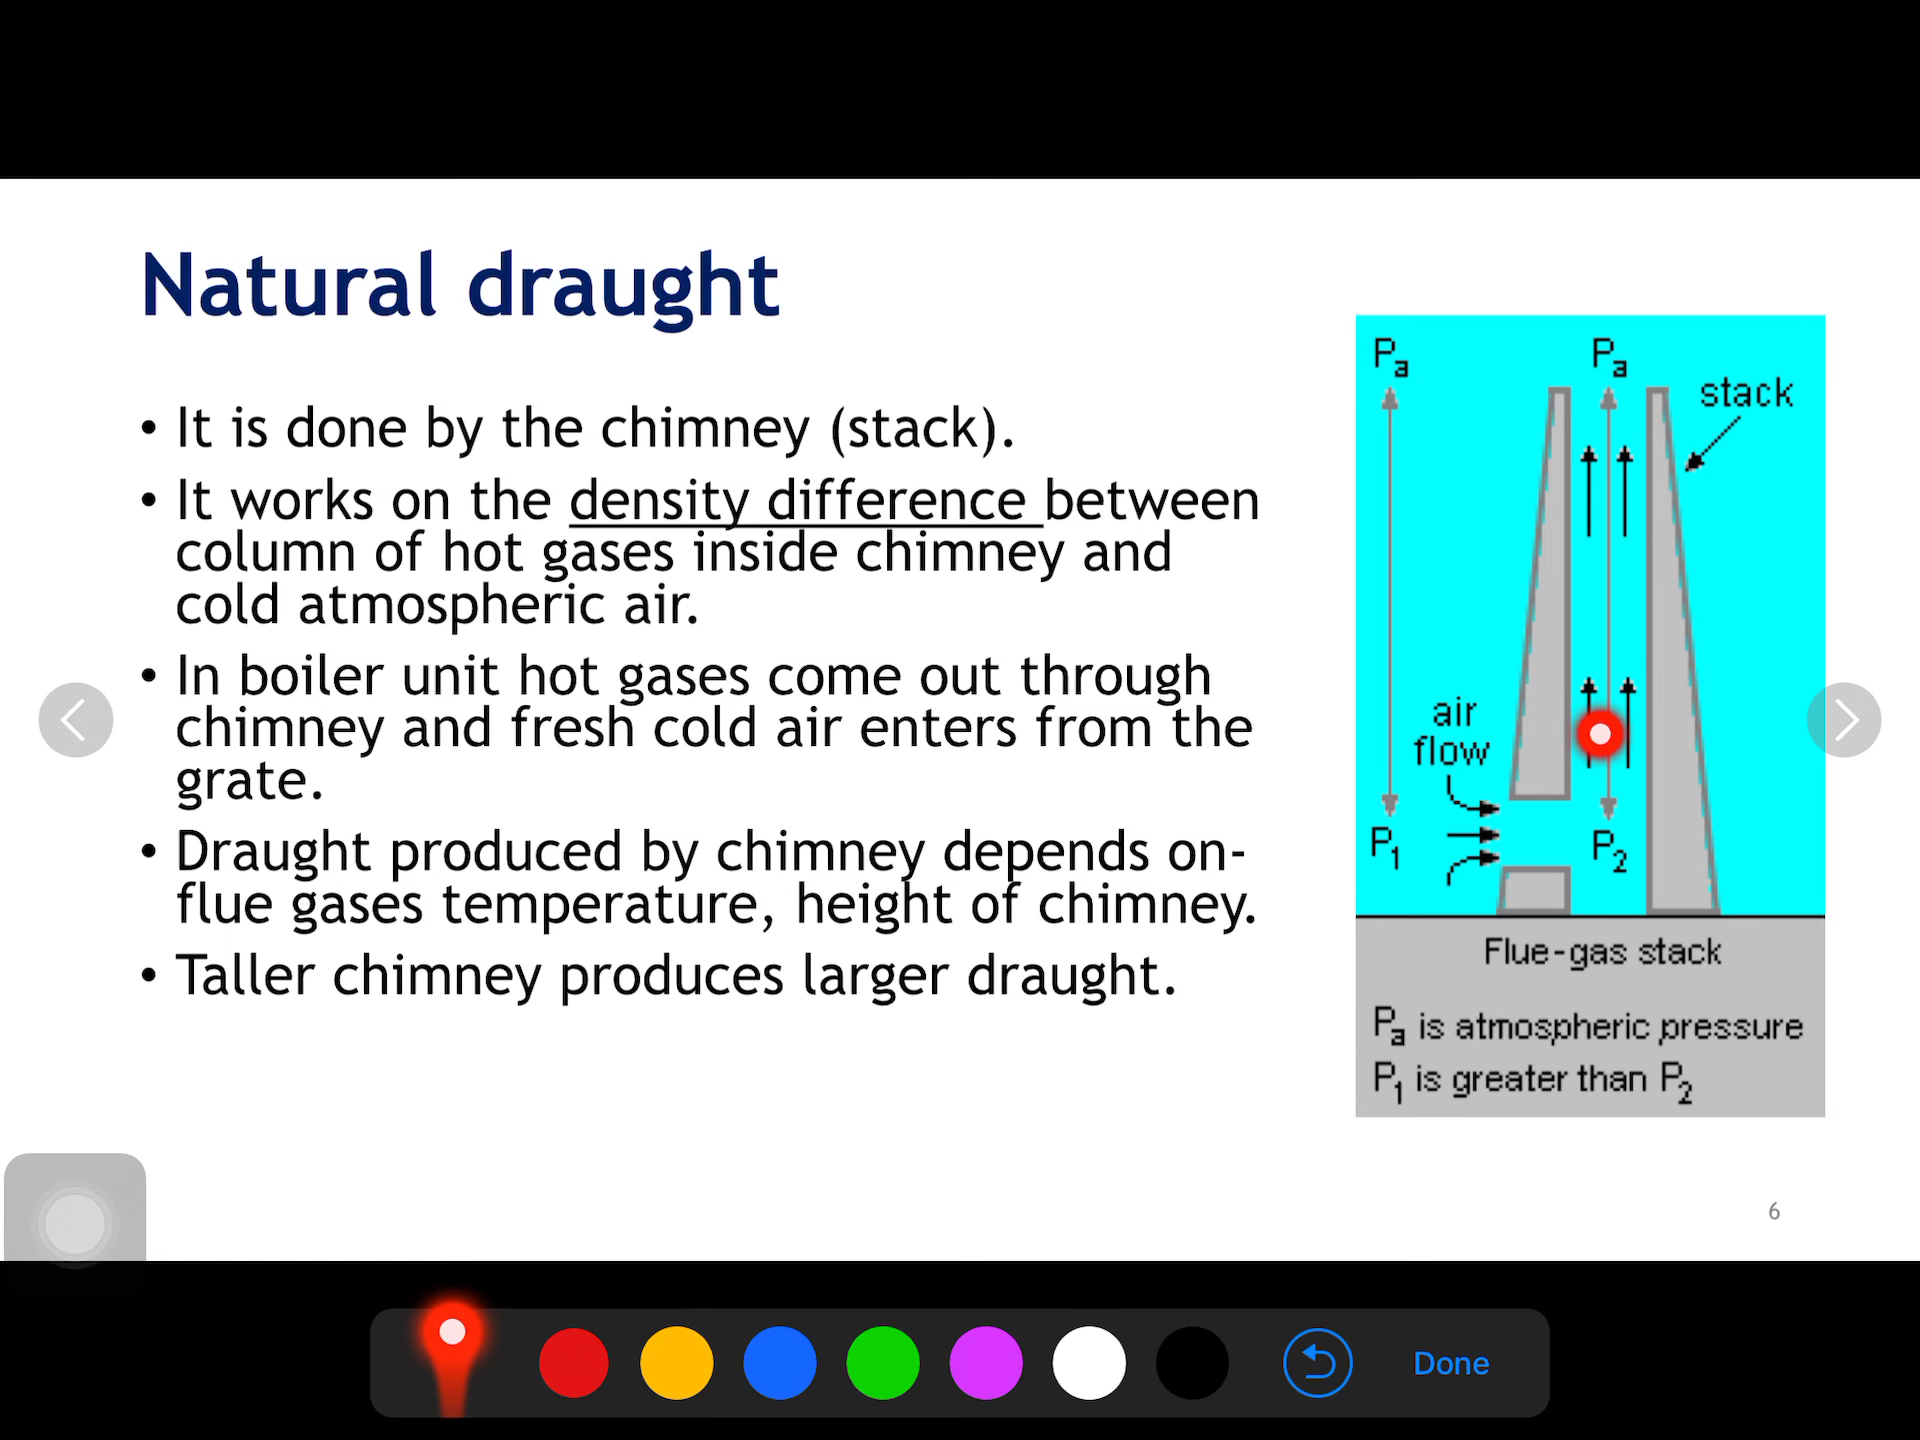 Natural draught
• It is done by the chimney (stack).
• It works on the density difference between
column of hot gases inside chimney and
cold atmospheric air.
• In boiler unit hot gases come out through
chimney and fresh cold air enters from the
grate.
• Draught produced by chimney depends on-
flue gases temperature, height of chimney.
• Taller chimney produces larger draught.
Pa
Pa
stack
air
flow
P1
P2
Flue-gas stack
Pa is atmospheric pressure
P1 is greater than P2
6
Done